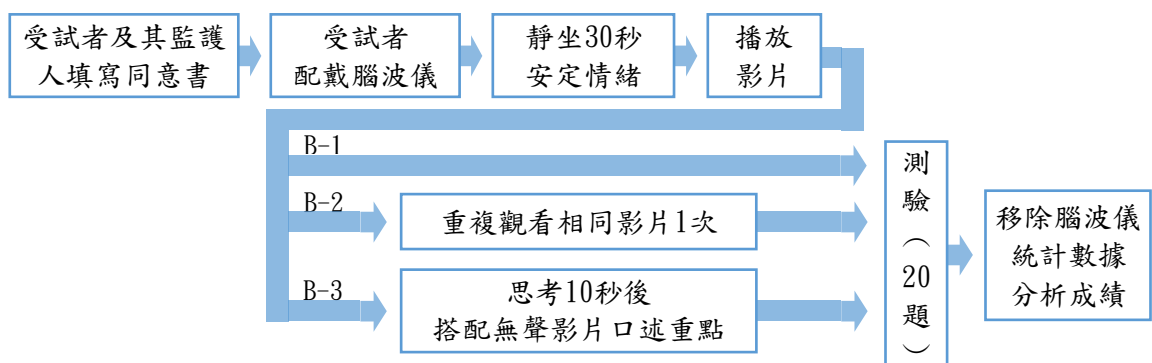 受試者及其監護
人填寫同意書
受試者
配戴腦波儀
靜坐30秒
安定情緒
播放
影片
B-1
B-2
重複觀看相同影片1次
B-3
思考10秒後
搭配無聲影片口述重點
測驗（20題）
移除腦波儀
統計數據
分析成績